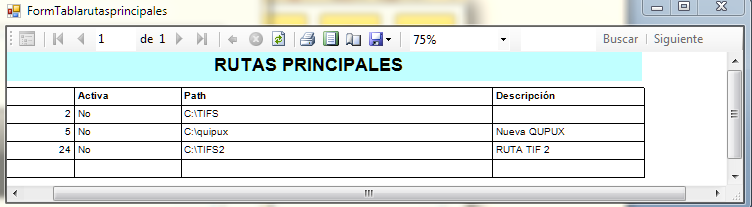 FormTablarutasprincipales
1 de 1 75% Buscar | Siguiente
RUTAS PRINCIPALES
Activa Path Descripción
2 No C:\TIFS
5 No C:\quipux Nueva QUPUX
24 No C:\TIFS2 RUTA TIF 2